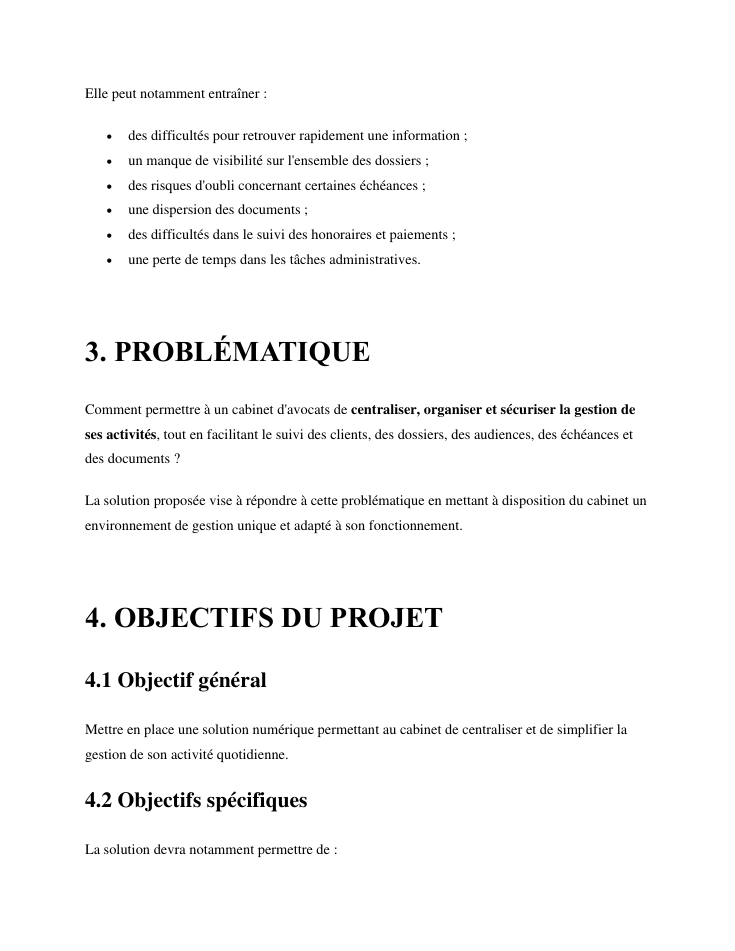 Elle peut notamment entraîner :
• des difficultés pour retrouver rapidement une information ;
• un manque de visibilité sur l'ensemble des dossiers ;
• des risques d'oubli concernant certaines échéances ;
• une dispersion des documents ;
• des difficultés dans le suivi des honoraires et paiements ;
• une perte de temps dans les tâches administratives.
3. PROBLÉMATIQUE
Comment permettre à un cabinet d'avocats de centraliser, organiser et sécuriser la gestion de
ses activités, tout en facilitant le suivi des clients, des dossiers, des audiences, des échéances et
des documents ?
La solution proposée vise à répondre à cette problématique en mettant à disposition du cabinet un
environnement de gestion unique et adapté à son fonctionnement.
4. OBJECTIFS DU PROJET
4.1 Objectif général
Mettre en place une solution numérique permettant au cabinet de centraliser et de simplifier la
gestion de son activité quotidienne.
4.2 Objectifs spécifiques
La solution devra notamment permettre de :